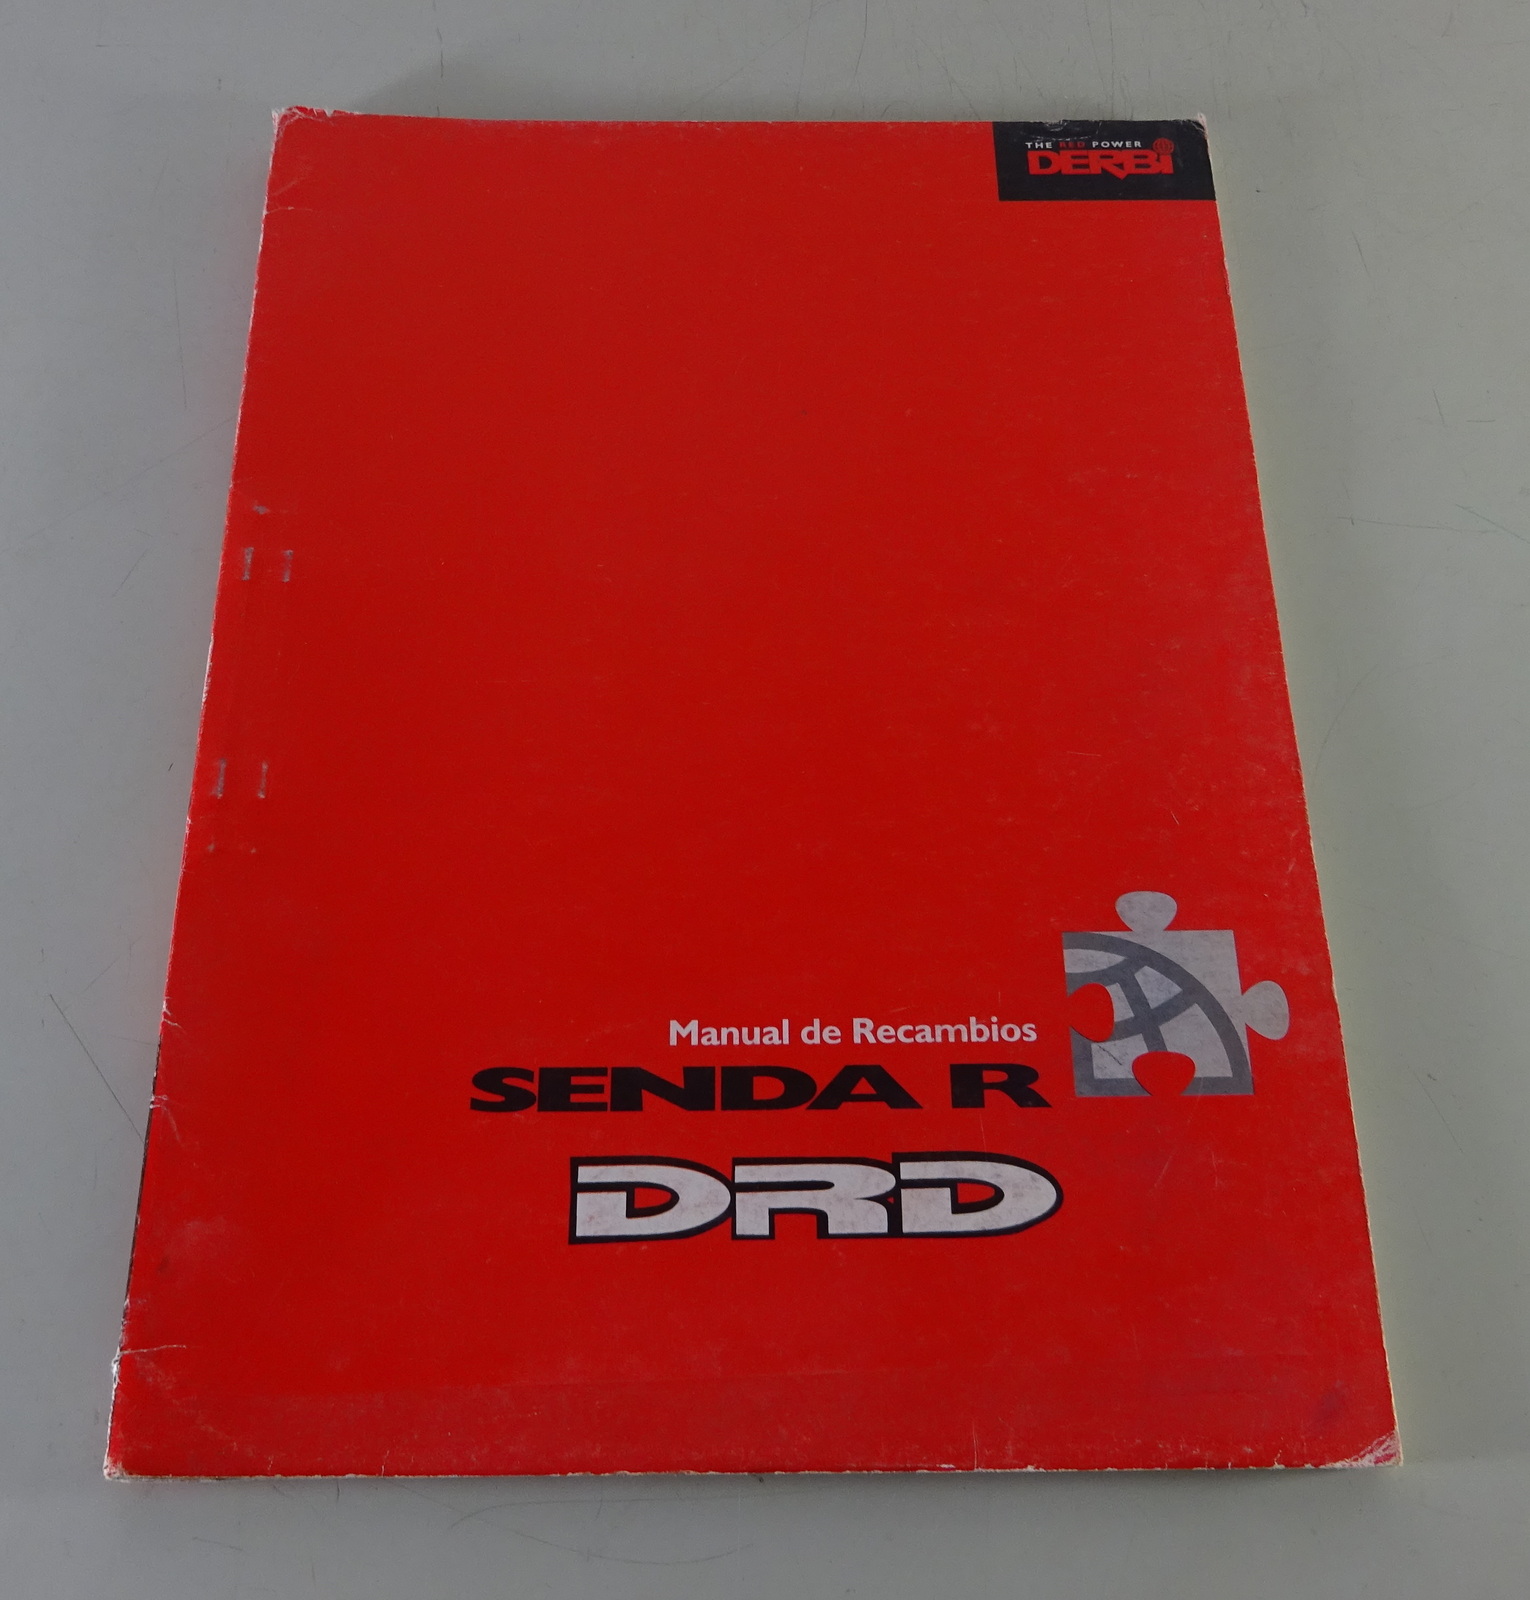 THE RED POWER
DERBi
Manual de Recambios
SENDA R
DRD